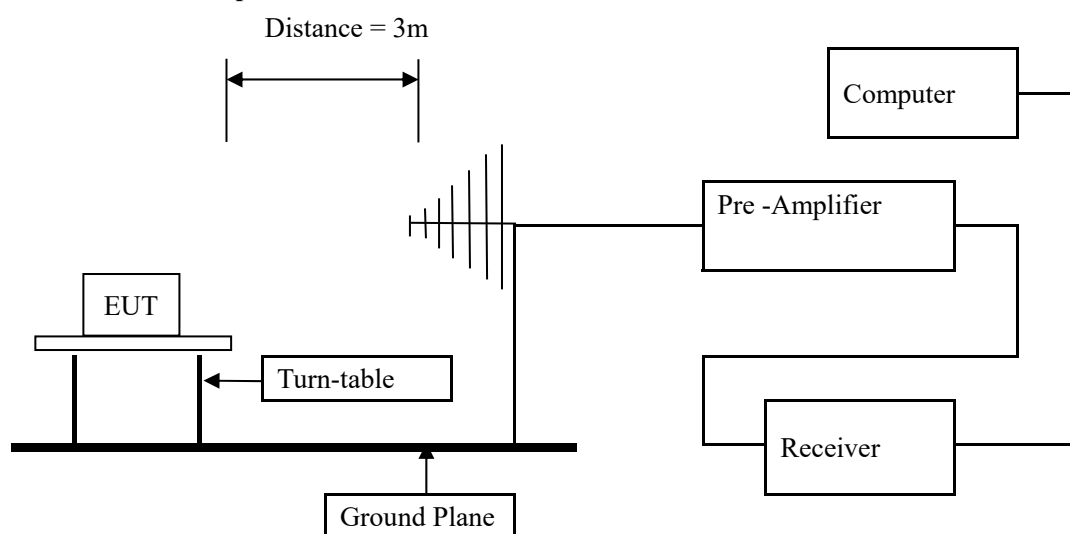 Distance = 3m
Computer
Pre -Amplifier
EUT
Turn-table
Receiver
Ground Plane